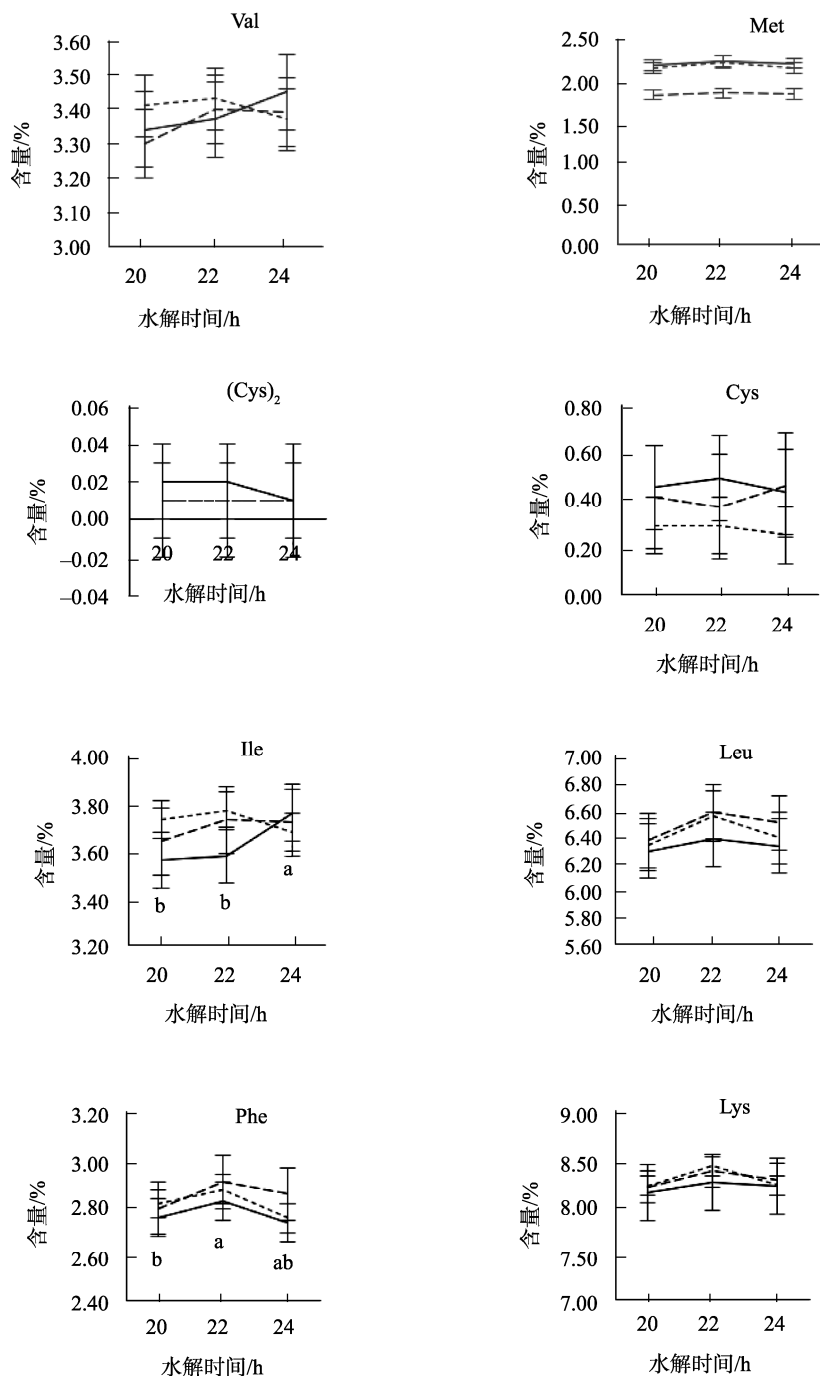 Val
3.60
3.50
3.40
3.30
3.20
3.10
3.00
含量/%
20 22 24
水解时间/h
Met
2.50
2.00
1.50
1.00
0.50
0.00
含量/%
20 22 24
水解时间/h
(Cys)2
0.06
0.04
0.02
0.00
–0.02
–0.04
含量/%
20 22 24
水解时间/h
Cys
0.80
0.60
0.40
0.20
0.00
含量/%
20 22 24
水解时间/h
Ile
4.00
3.80
3.60
3.40
3.20
含量/%
b b a
20 22 24
水解时间/h
Leu
7.00
6.80
6.60
6.40
6.20
6.00
5.80
5.60
含量/%
20 22 24
水解时间/h
Phe
3.20
3.00
2.80
2.60
2.40
含量/%
b a ab
20 22 24
水解时间/h
Lys
9.00
8.50
8.00
7.50
7.00
含量/%
20 22 24
水解时间/h